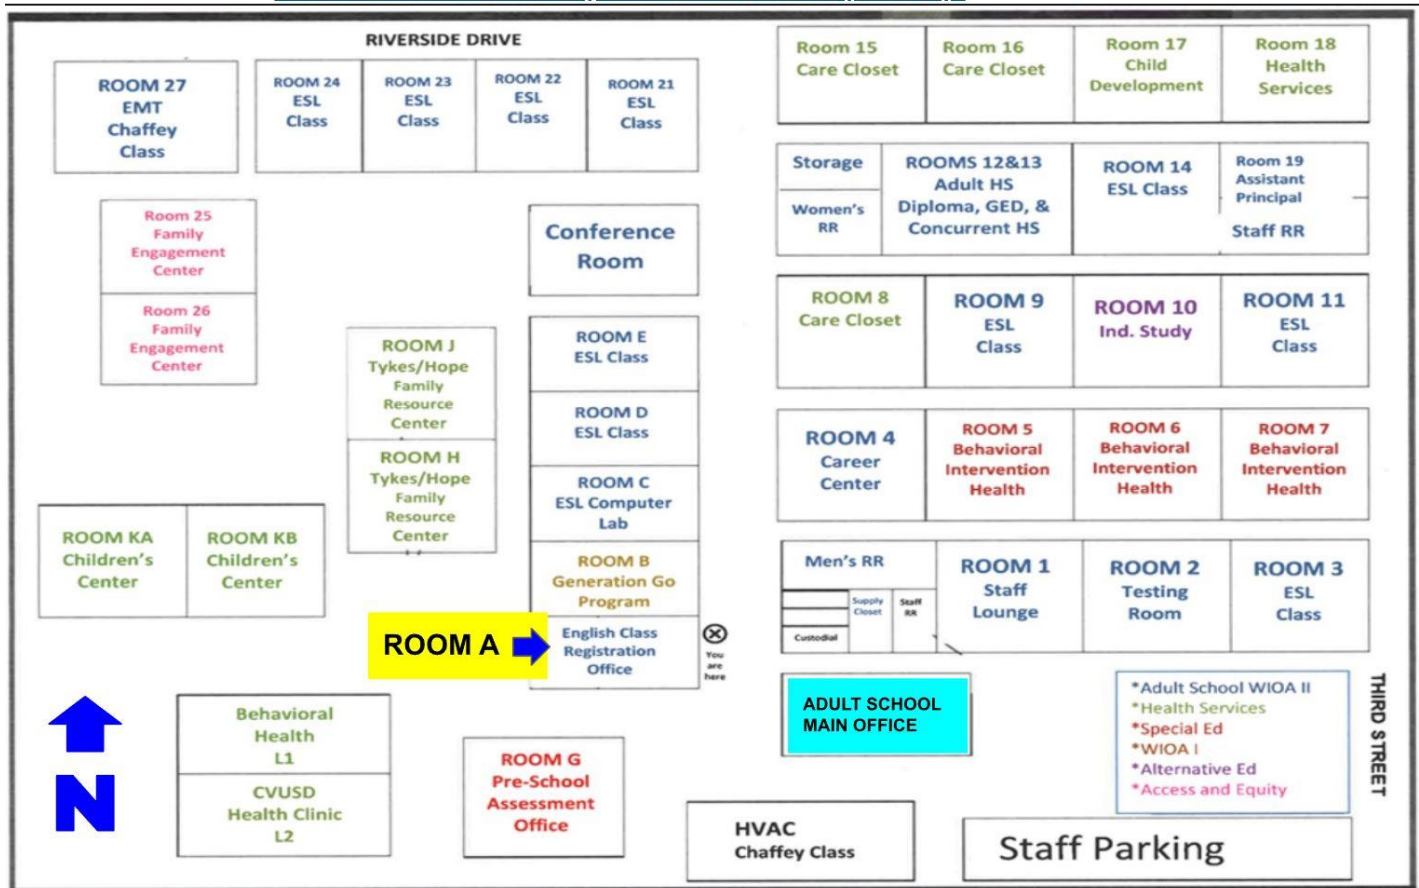 RIVERSIDE DRIVE
ROOM 27
EMT
Chaffey
Class
ROOM 24
ESL
Class
ROOM 23
ESL
Class
ROOM 22
ESL
Class
ROOM 21
ESL
Class
Room 15
Care Closet
Room 16
Care Closet
Room 17
Child
Development
Room 18
Health
Services
Storage
Women's
RR
ROOMS 12&13
Adult HS
Diploma, GED, &
Concurrent HS
ROOM 14
ESL Class
Room 19
Assistant
Principal
Staff RR
Room 25
Family
Engagement
Center
Room 26
Family
Engagement
Center
Conference
Room
ROOM 8
Care Closet
ROOM 9
ESL
Class
ROOM 10
Ind. Study
ROOM 11
ESL
Class
ROOM J
Tykes/Hope
Family
Resource
Center
ROOM H
Tykes/Hope
Family
Resource
Center
ROOM E
ESL Class
ROOM D
ESL Class
ROOM C
ESL Computer
Lab
ROOM B
Generation Go
Program
English Class
Registration
Office
ROOM A
You
are
here
ROOM 4
Career
Center
ROOM 5
Behavioral
Intervention
Health
ROOM 6
Behavioral
Intervention
Health
ROOM 7
Behavioral
Intervention
Health
ROOM KA
Children's
Center
ROOM KB
Children's
Center
Men's RR
Supply
Closet
Staff
RR
Custodial
ROOM 1
Staff
Lounge
ROOM 2
Testing
Room
ROOM 3
ESL
Class
N
Behavioral
Health
L1
CVUSD
Health Clinic
L2
ROOM G
Pre-School
Assessment
Office
ADULT SCHOOL
MAIN OFFICE
*Adult School WIOA II
*Health Services
*Special Ed
*WIOA I
*Alternative Ed
*Access and Equity
THIRD STREET
HVAC
Chaffey Class
Staff Parking